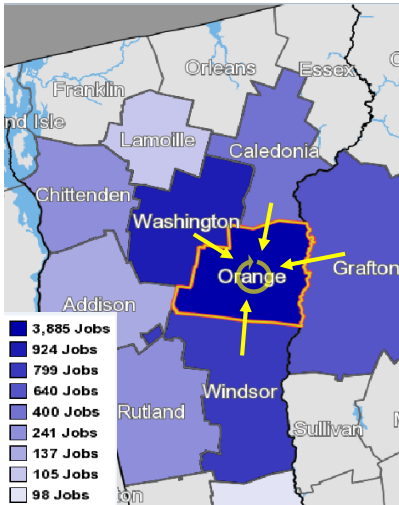 Orleans
Essex
Franklin
nd Isle
Lamoille
Caledonia
Chittenden
Washington
Grafton
Orange
Addison
3,885 Jobs
924 Jobs
799 Jobs
640 Jobs
400 Jobs
241 Jobs
137 Jobs
105 Jobs
98 Jobs
Windsor
Rutland
Sullivan
ton